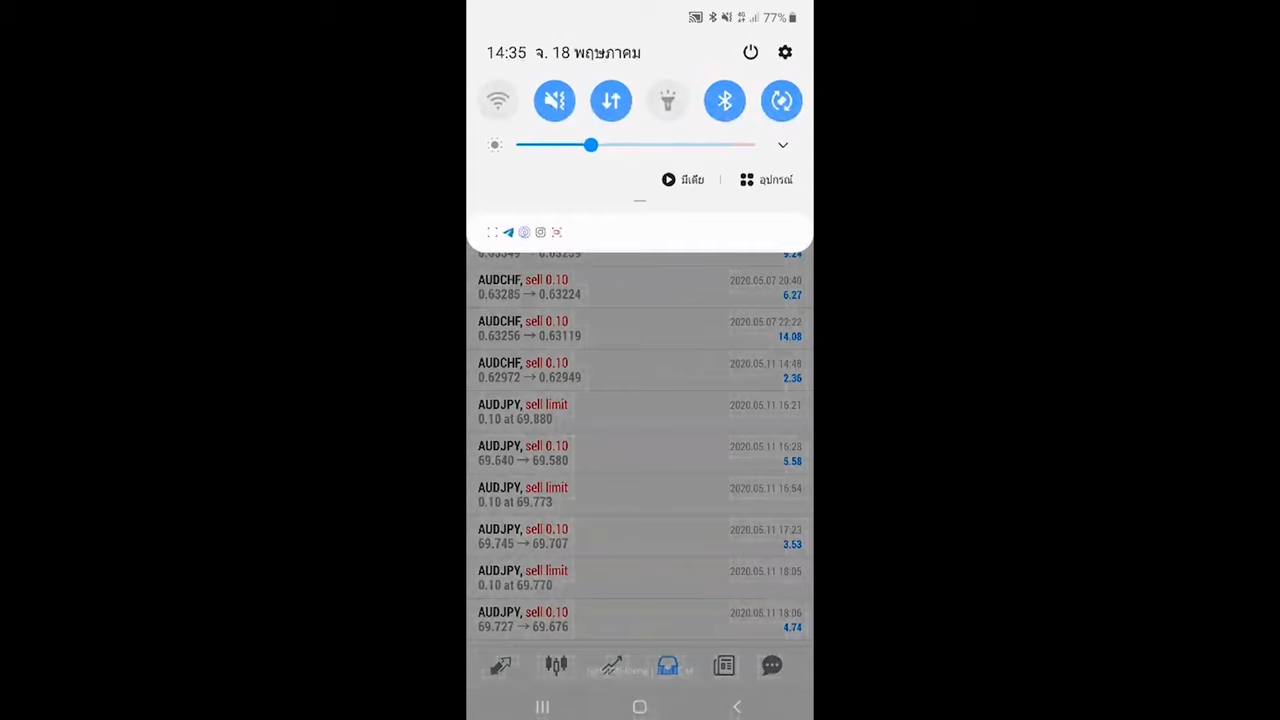 77%
14:35 จ. 18 พฤษภาคม
มีเดีย
อุปกรณ์
0.63349 → 0.63259 9.24
AUDCHF, sell 0.10 2020.05.07 20:40
0.63285 → 0.63224 6.27
AUDCHF, sell 0.10 2020.05.07 22:22
0.63256 → 0.63119 14.08
AUDCHF, sell 0.10 2020.05.11 14:48
0.62972 → 0.62949 2.36
AUDJPY, sell limit 2020.05.11 16:21
0.10 at 69.880
AUDJPY, sell 0.10 2020.05.11 16:28
69.640 → 69.580 5.58
AUDJPY, sell limit 2020.05.11 16:54
0.10 at 69.773
AUDJPY, sell 0.10 2020.05.11 17:23
69.745 → 69.707 3.53
AUDJPY, sell limit 2020.05.11 18:05
0.10 at 69.770
AUDJPY, sell 0.10 2020.05.11 18:06
69.727 → 69.676 4.74